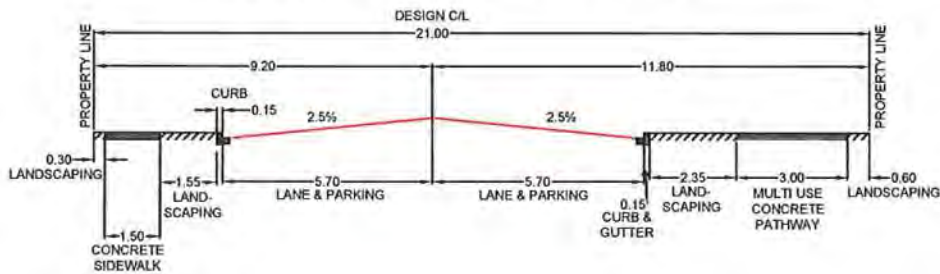 DESIGN C/L
21.00
PROPERTY LINE
PROPERTY LINE
9.20
11.80
CURB
0.15
2.5%
2.5%
0.30
LANDSCAPING
1.55
LAND-
SCAPING
5.70
LANE & PARKING
5.70
LANE & PARKING
0.15
CURB &
GUTTER
2.35
LAND-
SCAPING
3.00
MULTI USE
CONCRETE
PATHWAY
0.60
LANDSCAPING
1.50
CONCRETE
SIDEWALK